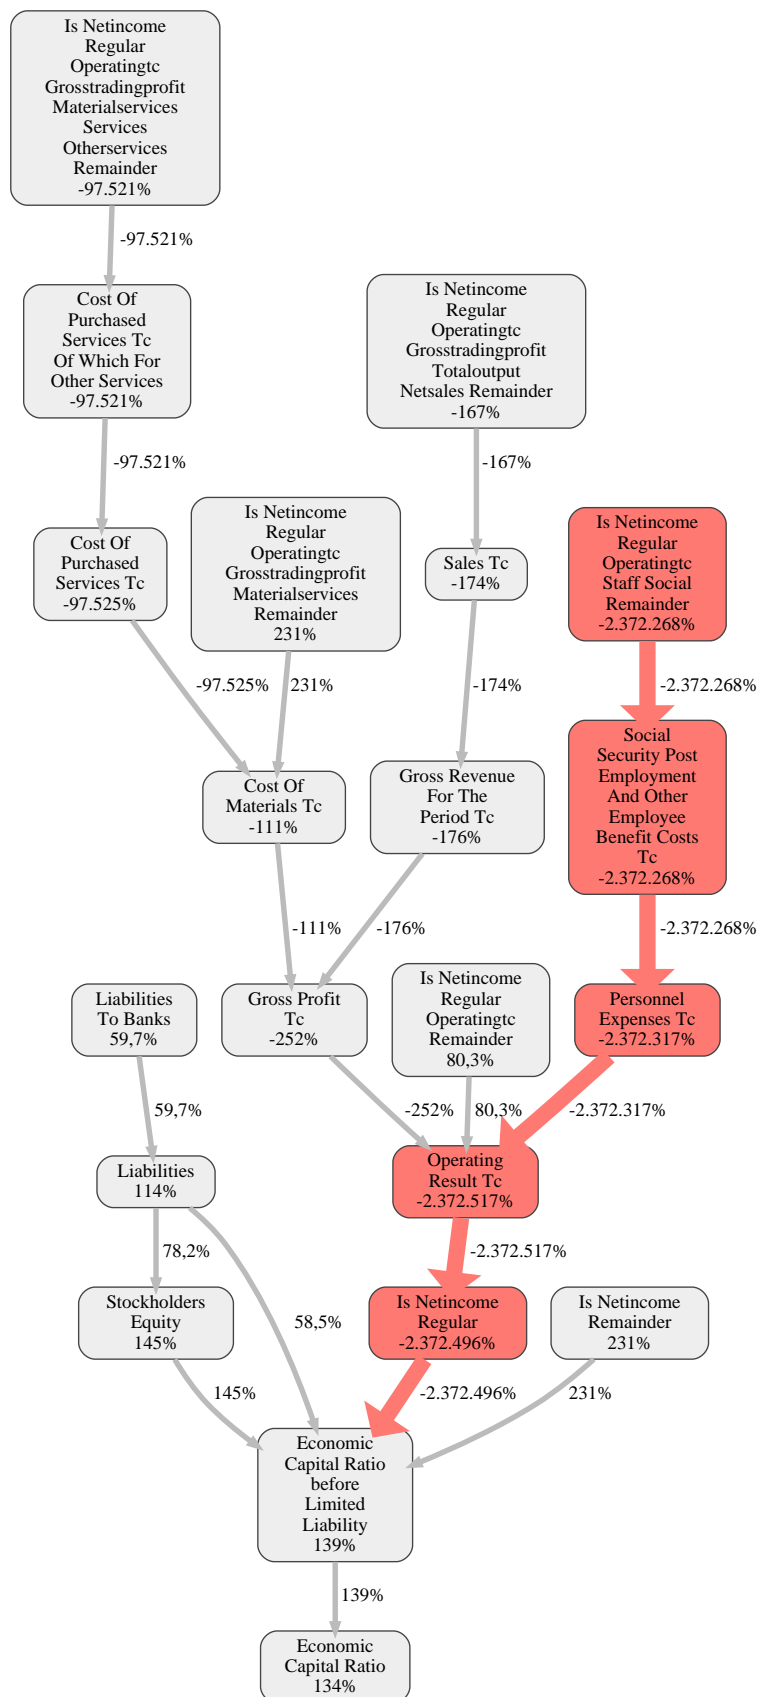 Is Netincome
Regular
Operatingtc
Grosstradingprofit
Materialservices
Services
Otherservices
Remainder
-97.521%
-97.521%
Cost Of
Purchased
Services Tc
Of Which For
Other Services
-97.521%
Is Netincome
Regular
Operatingtc
Grosstradingprofit
Totaloutput
Netsales Remainder
-167%
-97.521%
-167%
Cost Of
Purchased
Services Tc
-97.525%
Is Netincome
Regular
Operatingtc
Grosstradingprofit
Materialservices
Remainder
231%
Sales Tc
-174%
Is Netincome
Regular
Operatingtc
Staff Social
Remainder
-2.372.268%
-97.525%
231%
-174%
-2.372.268%
Cost Of
Materials Tc
-111%
Gross Revenue
For The
Period Tc
-176%
Social
Security Post
Employment
And Other
Employee
Benefit Costs
Tc
-2.372.268%
-111%
-176%
-2.372.268%
Liabilities
To Banks
59,7%
Gross Profit
Tc
-252%
Is Netincome
Regular
Operatingtc
Remainder
80,3%
Personnel
Expenses Tc
-2.372.317%
59,7%
-252%
80,3%
-2.372.317%
Liabilities
114%
Operating
Result Tc
-2.372.517%
78,2%
-2.372.517%
Stockholders
Equity
145%
58,5%
Is Netincome
Regular
-2.372.496%
Is Netincome
Remainder
231%
145%
-2.372.496%
231%
Economic
Capital Ratio
before
Limited
Liability
139%
139%
Economic
Capital Ratio
134%